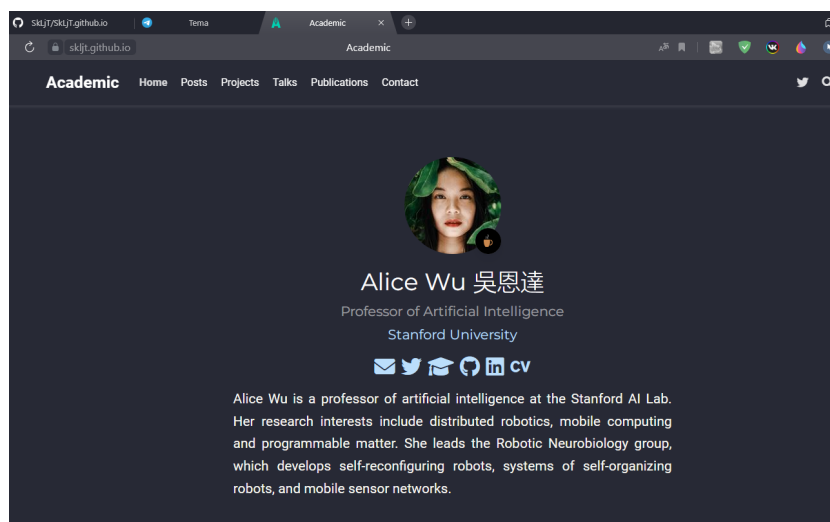 SkLjT/SkLjT.github.io
Tema
Academic
skljt.github.io
Academic
Academic
Home
Posts
Projects
Talks
Publications
Contact
Alice Wu 吳恩達
Professor of Artificial Intelligence
Stanford University
CV
Alice Wu is a professor of artificial intelligence at the Stanford AI Lab.
Her research interests include distributed robotics, mobile computing
and programmable matter. She leads the Robotic Neurobiology group,
which develops self-reconfiguring robots, systems of self-organizing
robots, and mobile sensor networks.